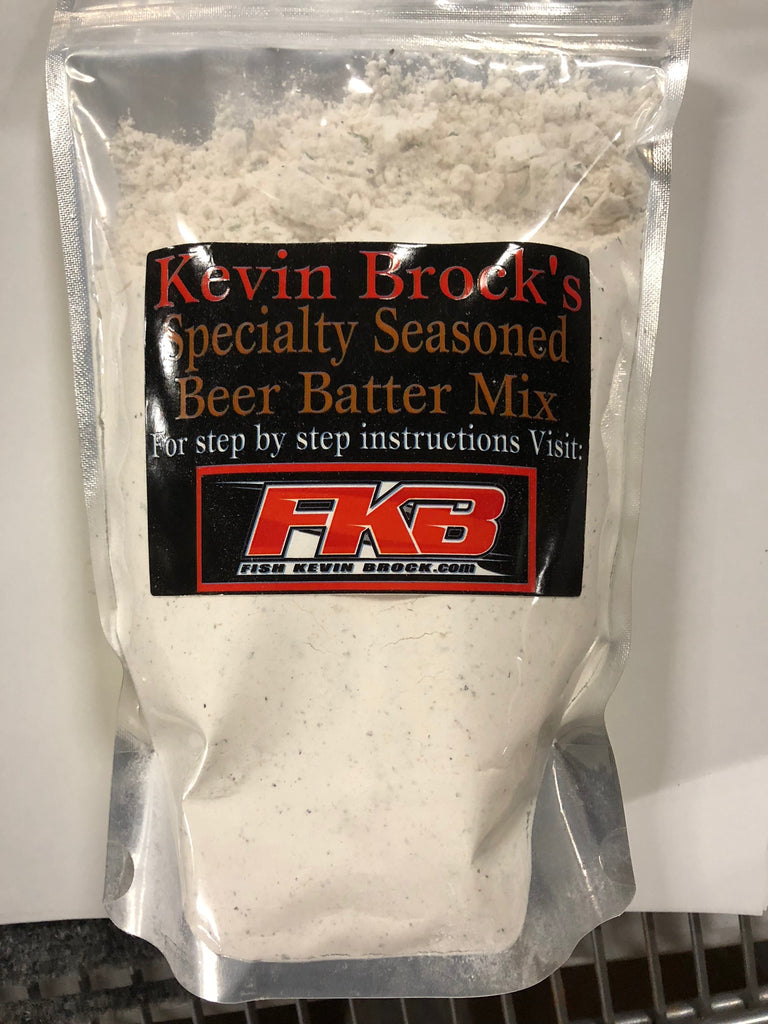 Kevin Brock's
Specialty Seasoned
Beer Batter Mix
For step by step instructions Visit:
FKB
FISH KEVIN BROCK.com